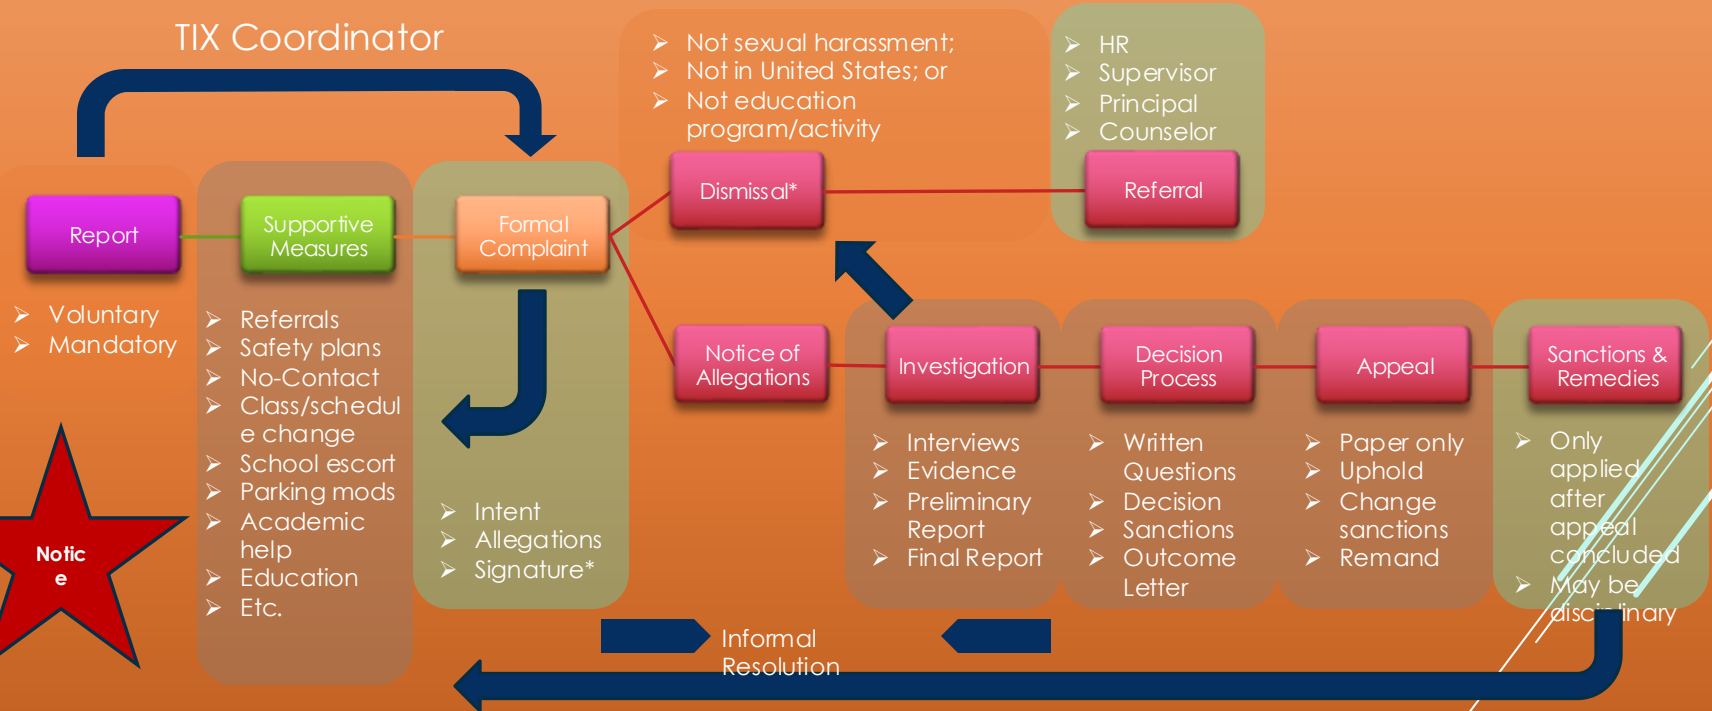 TIX Coordinator
Not sexual harassment;
Not in United States; or
Not education
program/activity
HR
Supervisor
Principal
Counselor
Dismissal*
Referral
Report
Supportive
Measures
Formal
Complaint
Voluntary
Mandatory
Referrals
Safety plans
No-Contact
Class/schedul
e change
School escort
Parking mods
Academic
help
Education
Etc.
Intent
Allegations
Signature*
Notice of
Allegations
Investigation
Decision
Process
Appeal
Sanctions &
Remedies
Interviews
Evidence
Preliminary
Report
Final Report
Written
Questions
Decision
Sanctions
Outcome
Letter
Paper only
Uphold
Change
sanctions
Remand
Only
applied
after
appeal
concluded
May be
disciplinary
Notic
e
Informal
Resolution